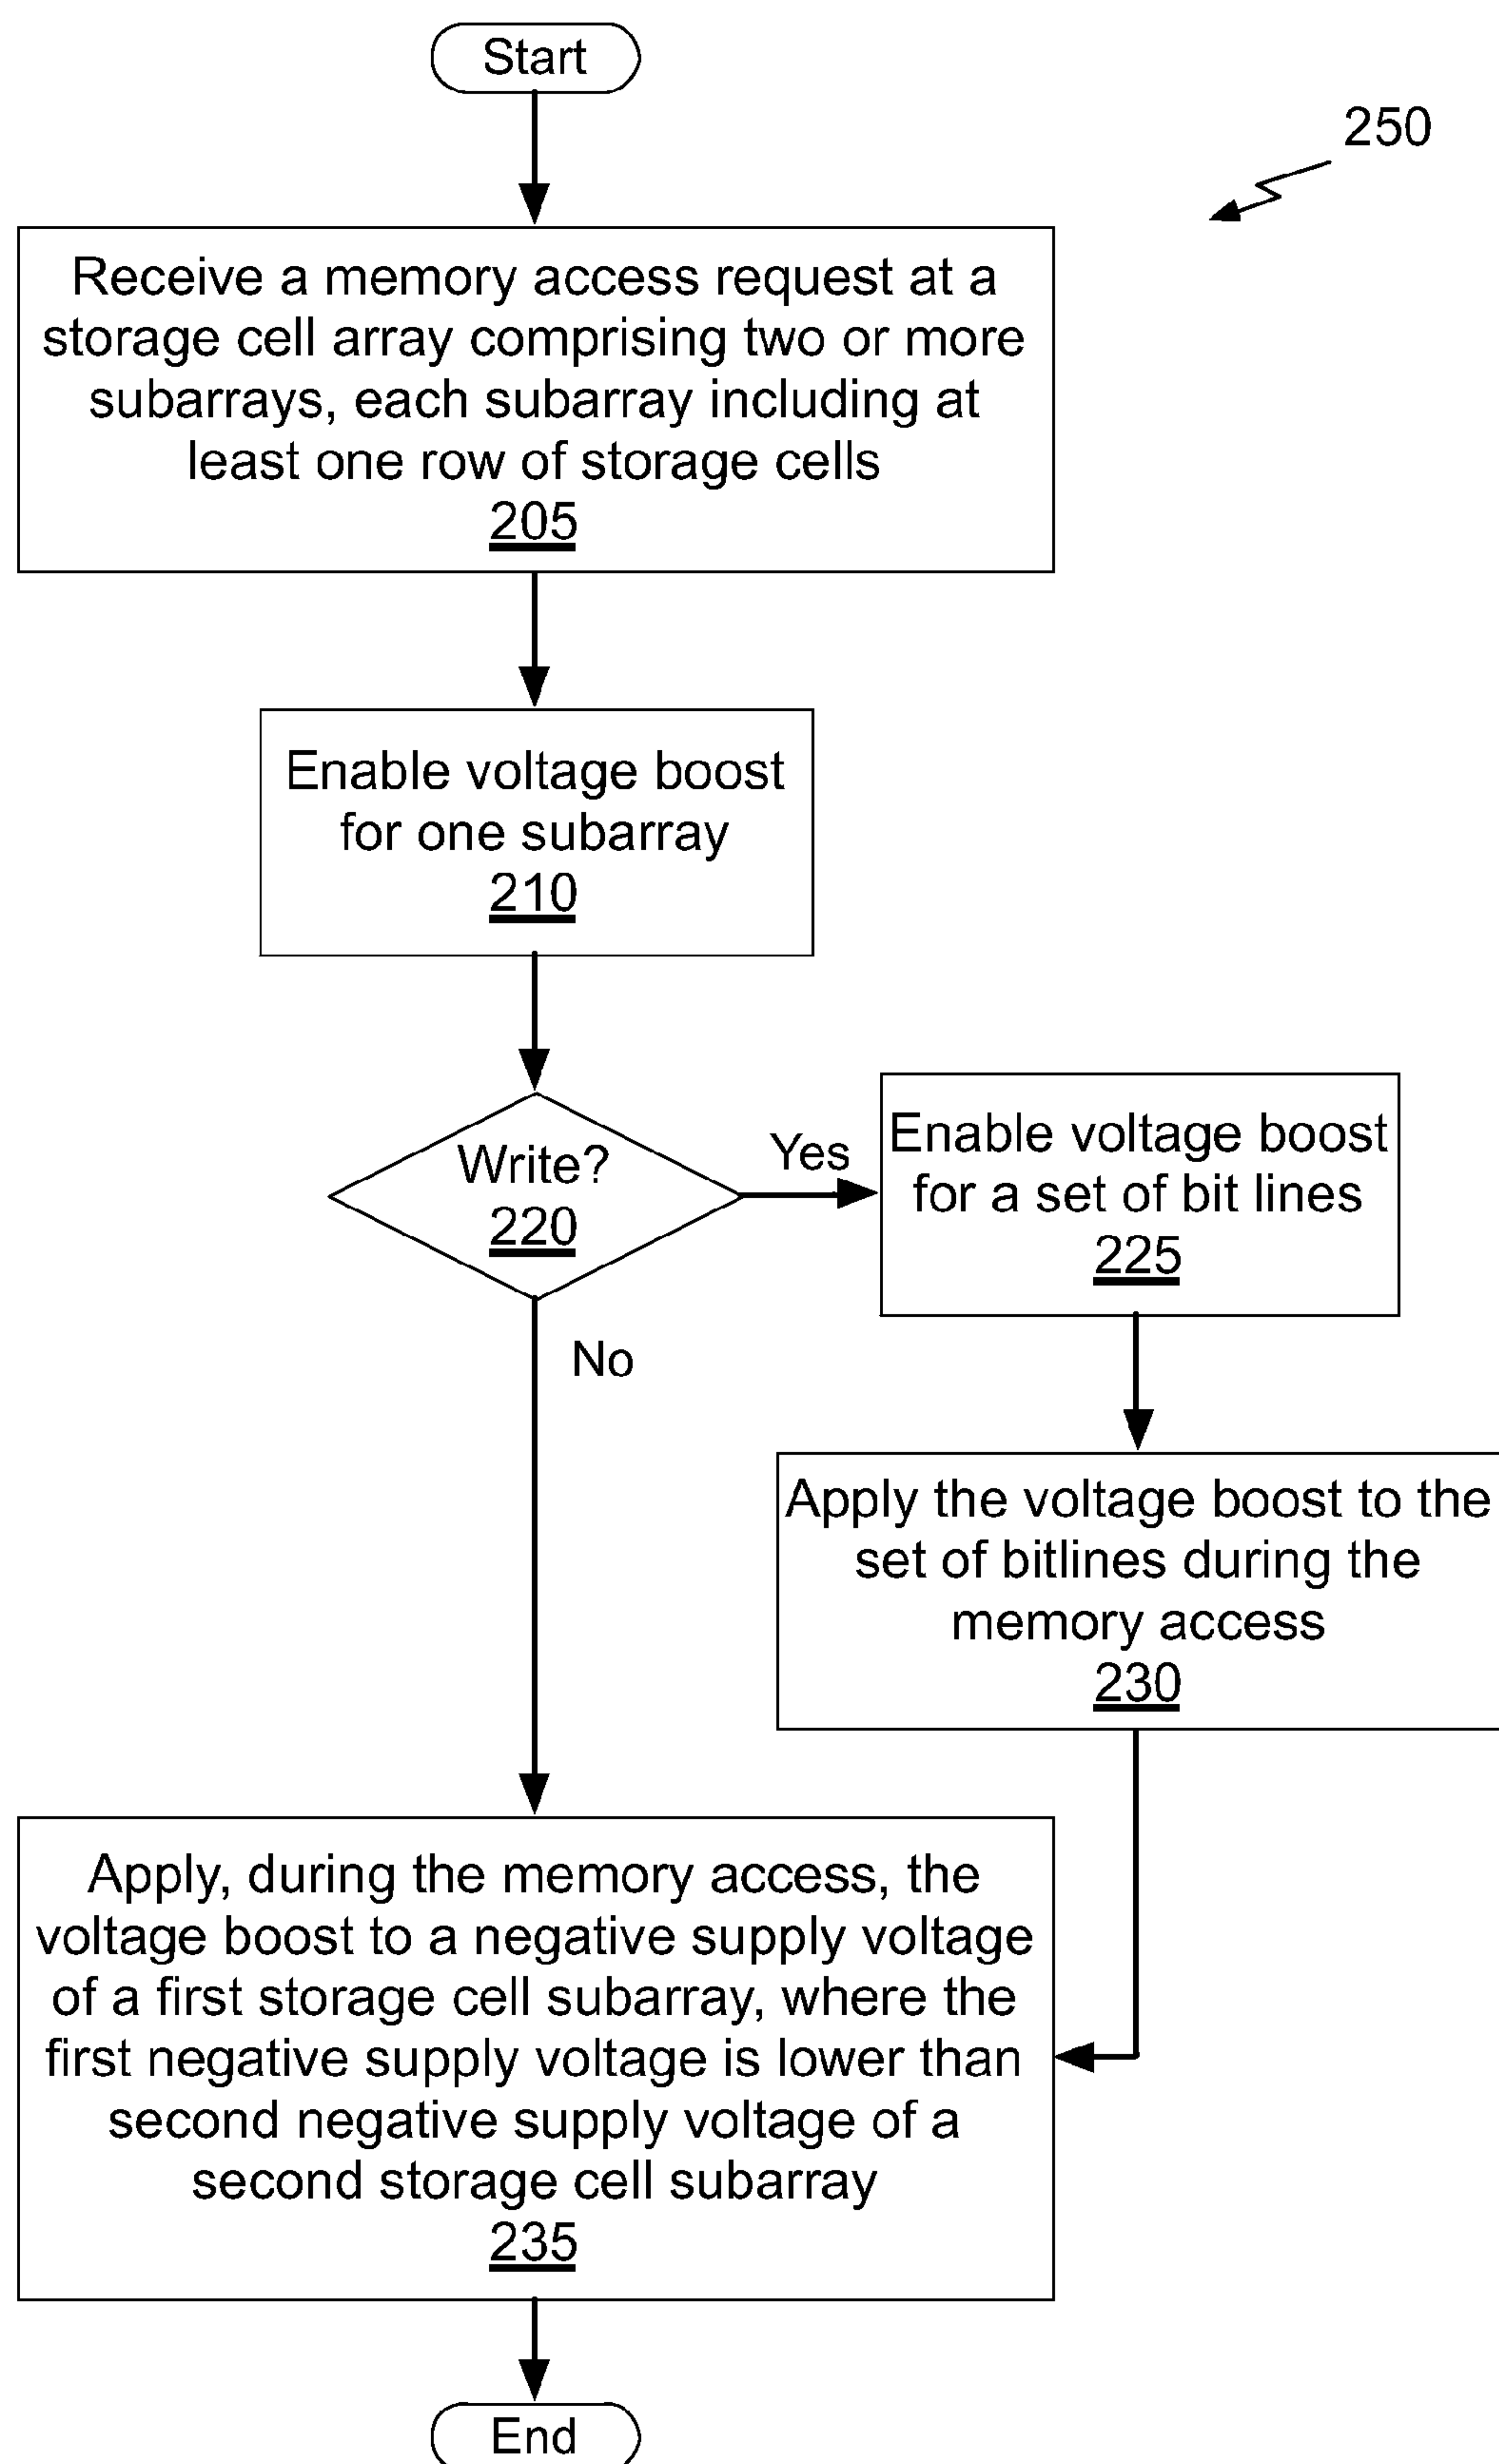 Start
250
Receive a memory access request at a
storage cell array comprising two or more
subarrays, each subarray including at
least one row of storage cells
205
Enable voltage boost
for one subarray
210
Write?
220
Yes
Enable voltage boost
for a set of bit lines
225
No
Apply the voltage boost to the
set of bitlines during the
memory access
230
Apply, during the memory access, the
voltage boost to a negative supply voltage
of a first storage cell subarray, where the
first negative supply voltage is lower than
second negative supply voltage of a
second storage cell subarray
235
End